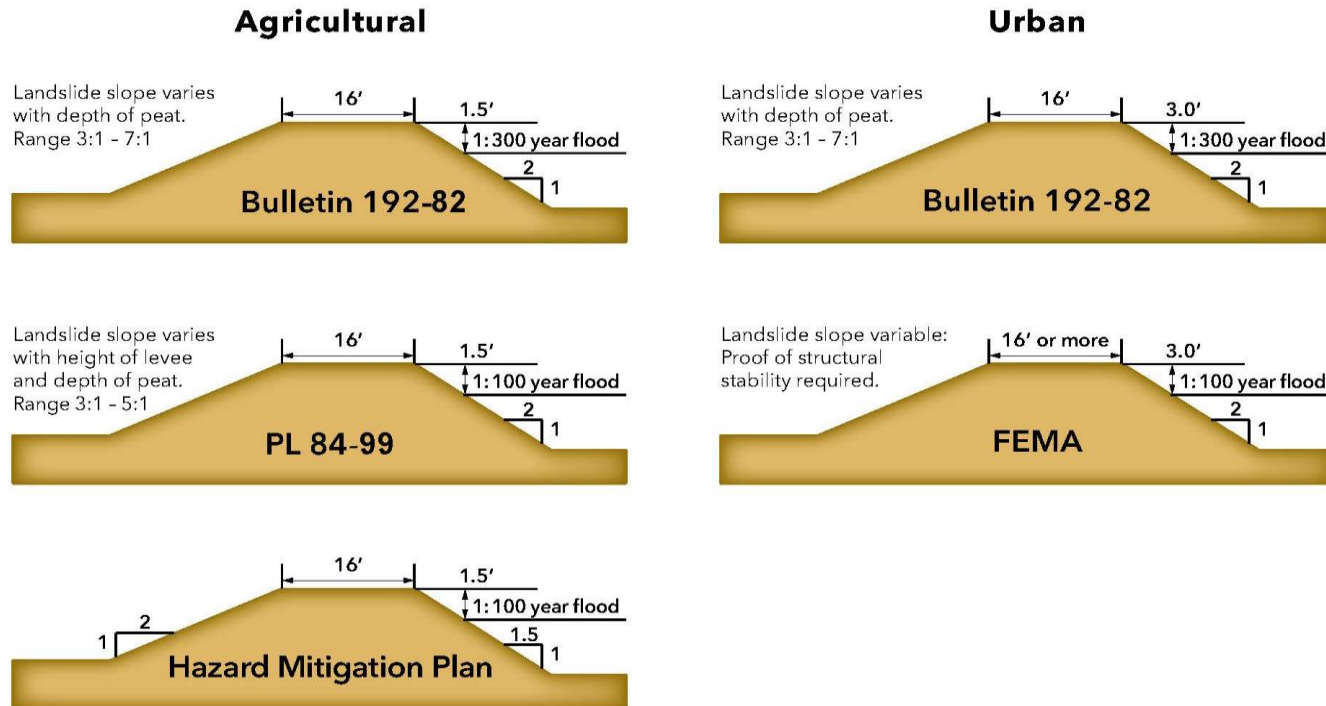 Agricultural
Urban
Landslide slope varies
with depth of peat.
Range 3:1 – 7:1
16′
1.5′
1:300 year flood
2
1
Bulletin 192-82
Landslide slope varies
with depth of peat.
Range 3:1 – 7:1
16′
3.0′
1:300 year flood
2
1
Bulletin 192-82
Landslide slope varies
with height of levee
and depth of peat.
Range 3:1 – 5:1
16′
1.5′
1:100 year flood
2
1
PL 84-99
Landslide slope variable:
Proof of structural
stability required.
16′ or more
3.0′
1:100 year flood
2
1
FEMA
16′
1.5′
1:100 year flood
2
1
1.5
1
Hazard Mitigation Plan